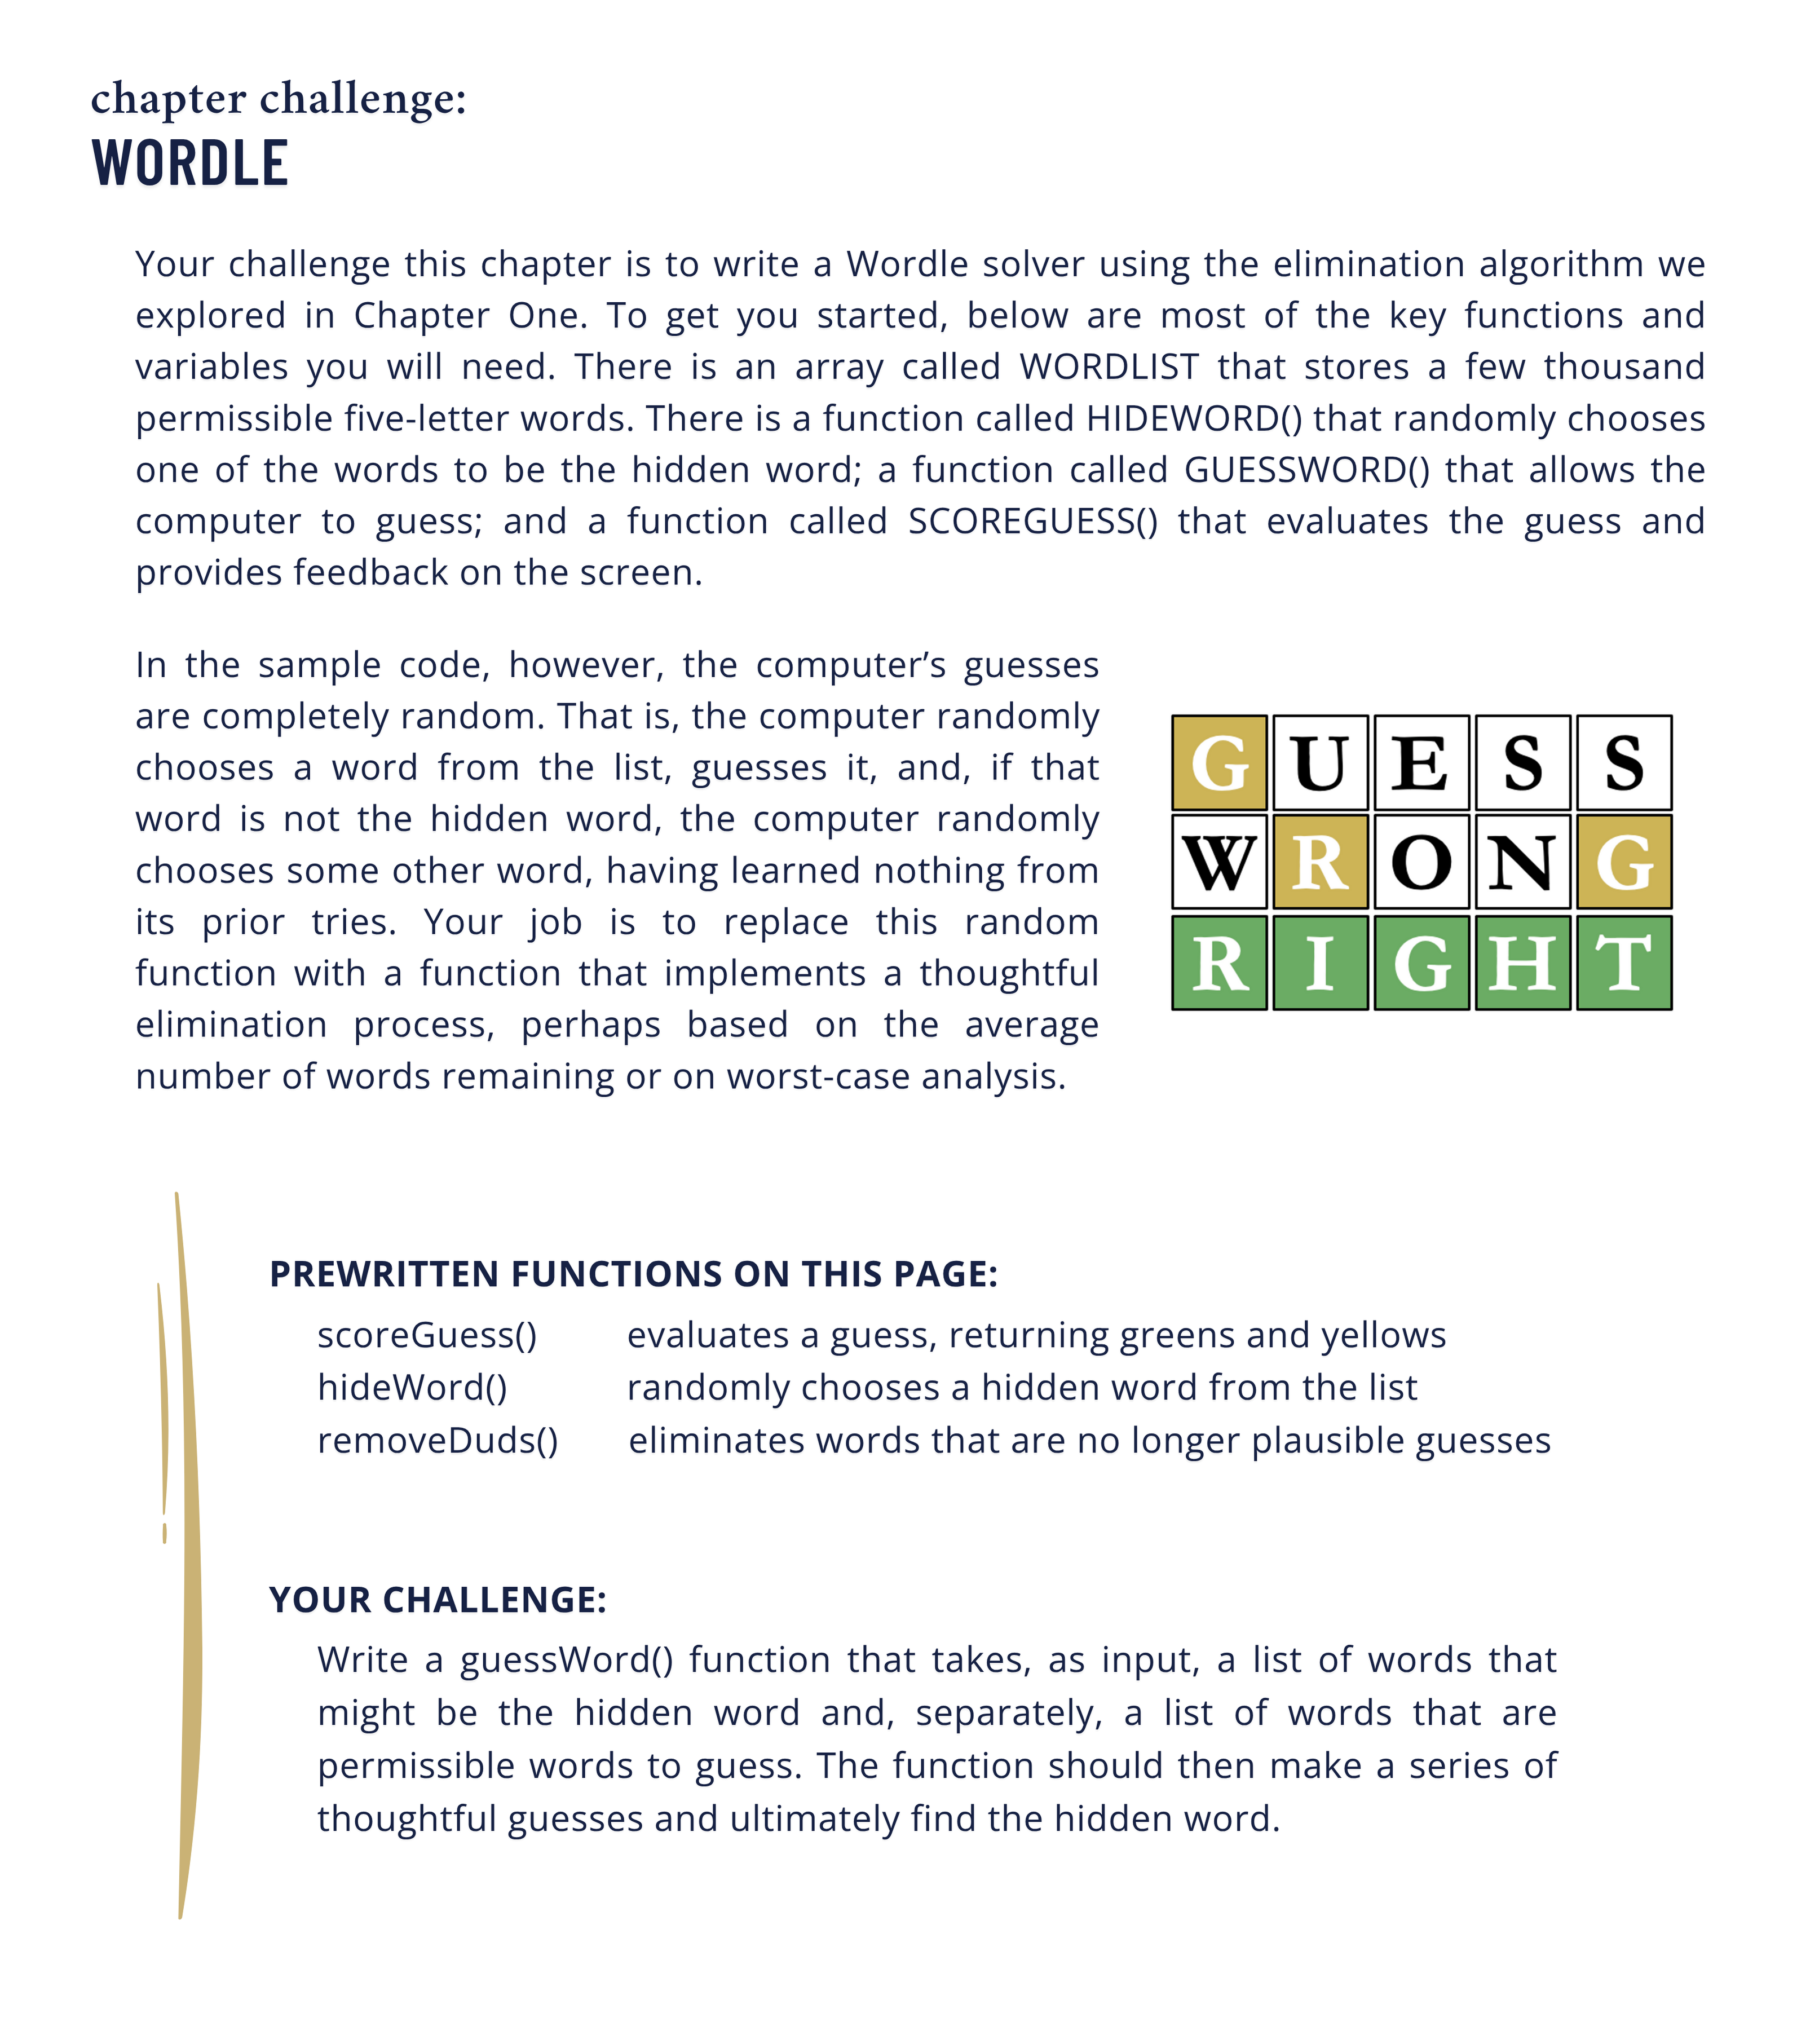 chapter challenge:
WORDLE
Your challenge this chapter is to write a Wordle solver using the elimination algorithm we
explored in Chapter One. To get you started, below are most of the key functions and
variables you will need. There is an array called WORDLIST that stores a few thousand
permissible five-letter words. There is a function called HIDEWORD() that randomly chooses
one of the words to be the hidden word; a function called GUESSWORD() that allows the
computer to guess; and a function called SCOREGUESS() that evaluates the guess and
provides feedback on the screen.
In the sample code, however, the computer’s guesses
are completely random. That is, the computer randomly
chooses a word from the list, guesses it, and, if that
word is not the hidden word, the computer randomly
chooses some other word, having learned nothing from
its prior tries. Your job is to replace this random
function with a function that implements a thoughtful
elimination process, perhaps based on the average
number of words remaining or on worst-case analysis.
GUESS
WRONG
RIGHT
PREWRITTEN FUNCTIONS ON THIS PAGE:
scoreGuess() evaluates a guess, returning greens and yellows
hideWord() randomly chooses a hidden word from the list
removeDuds() eliminates words that are no longer plausible guesses
YOUR CHALLENGE:
Write a guessWord() function that takes, as input, a list of words that
might be the hidden word and, separately, a list of words that are
permissible words to guess. The function should then make a series of
thoughtful guesses and ultimately find the hidden word.